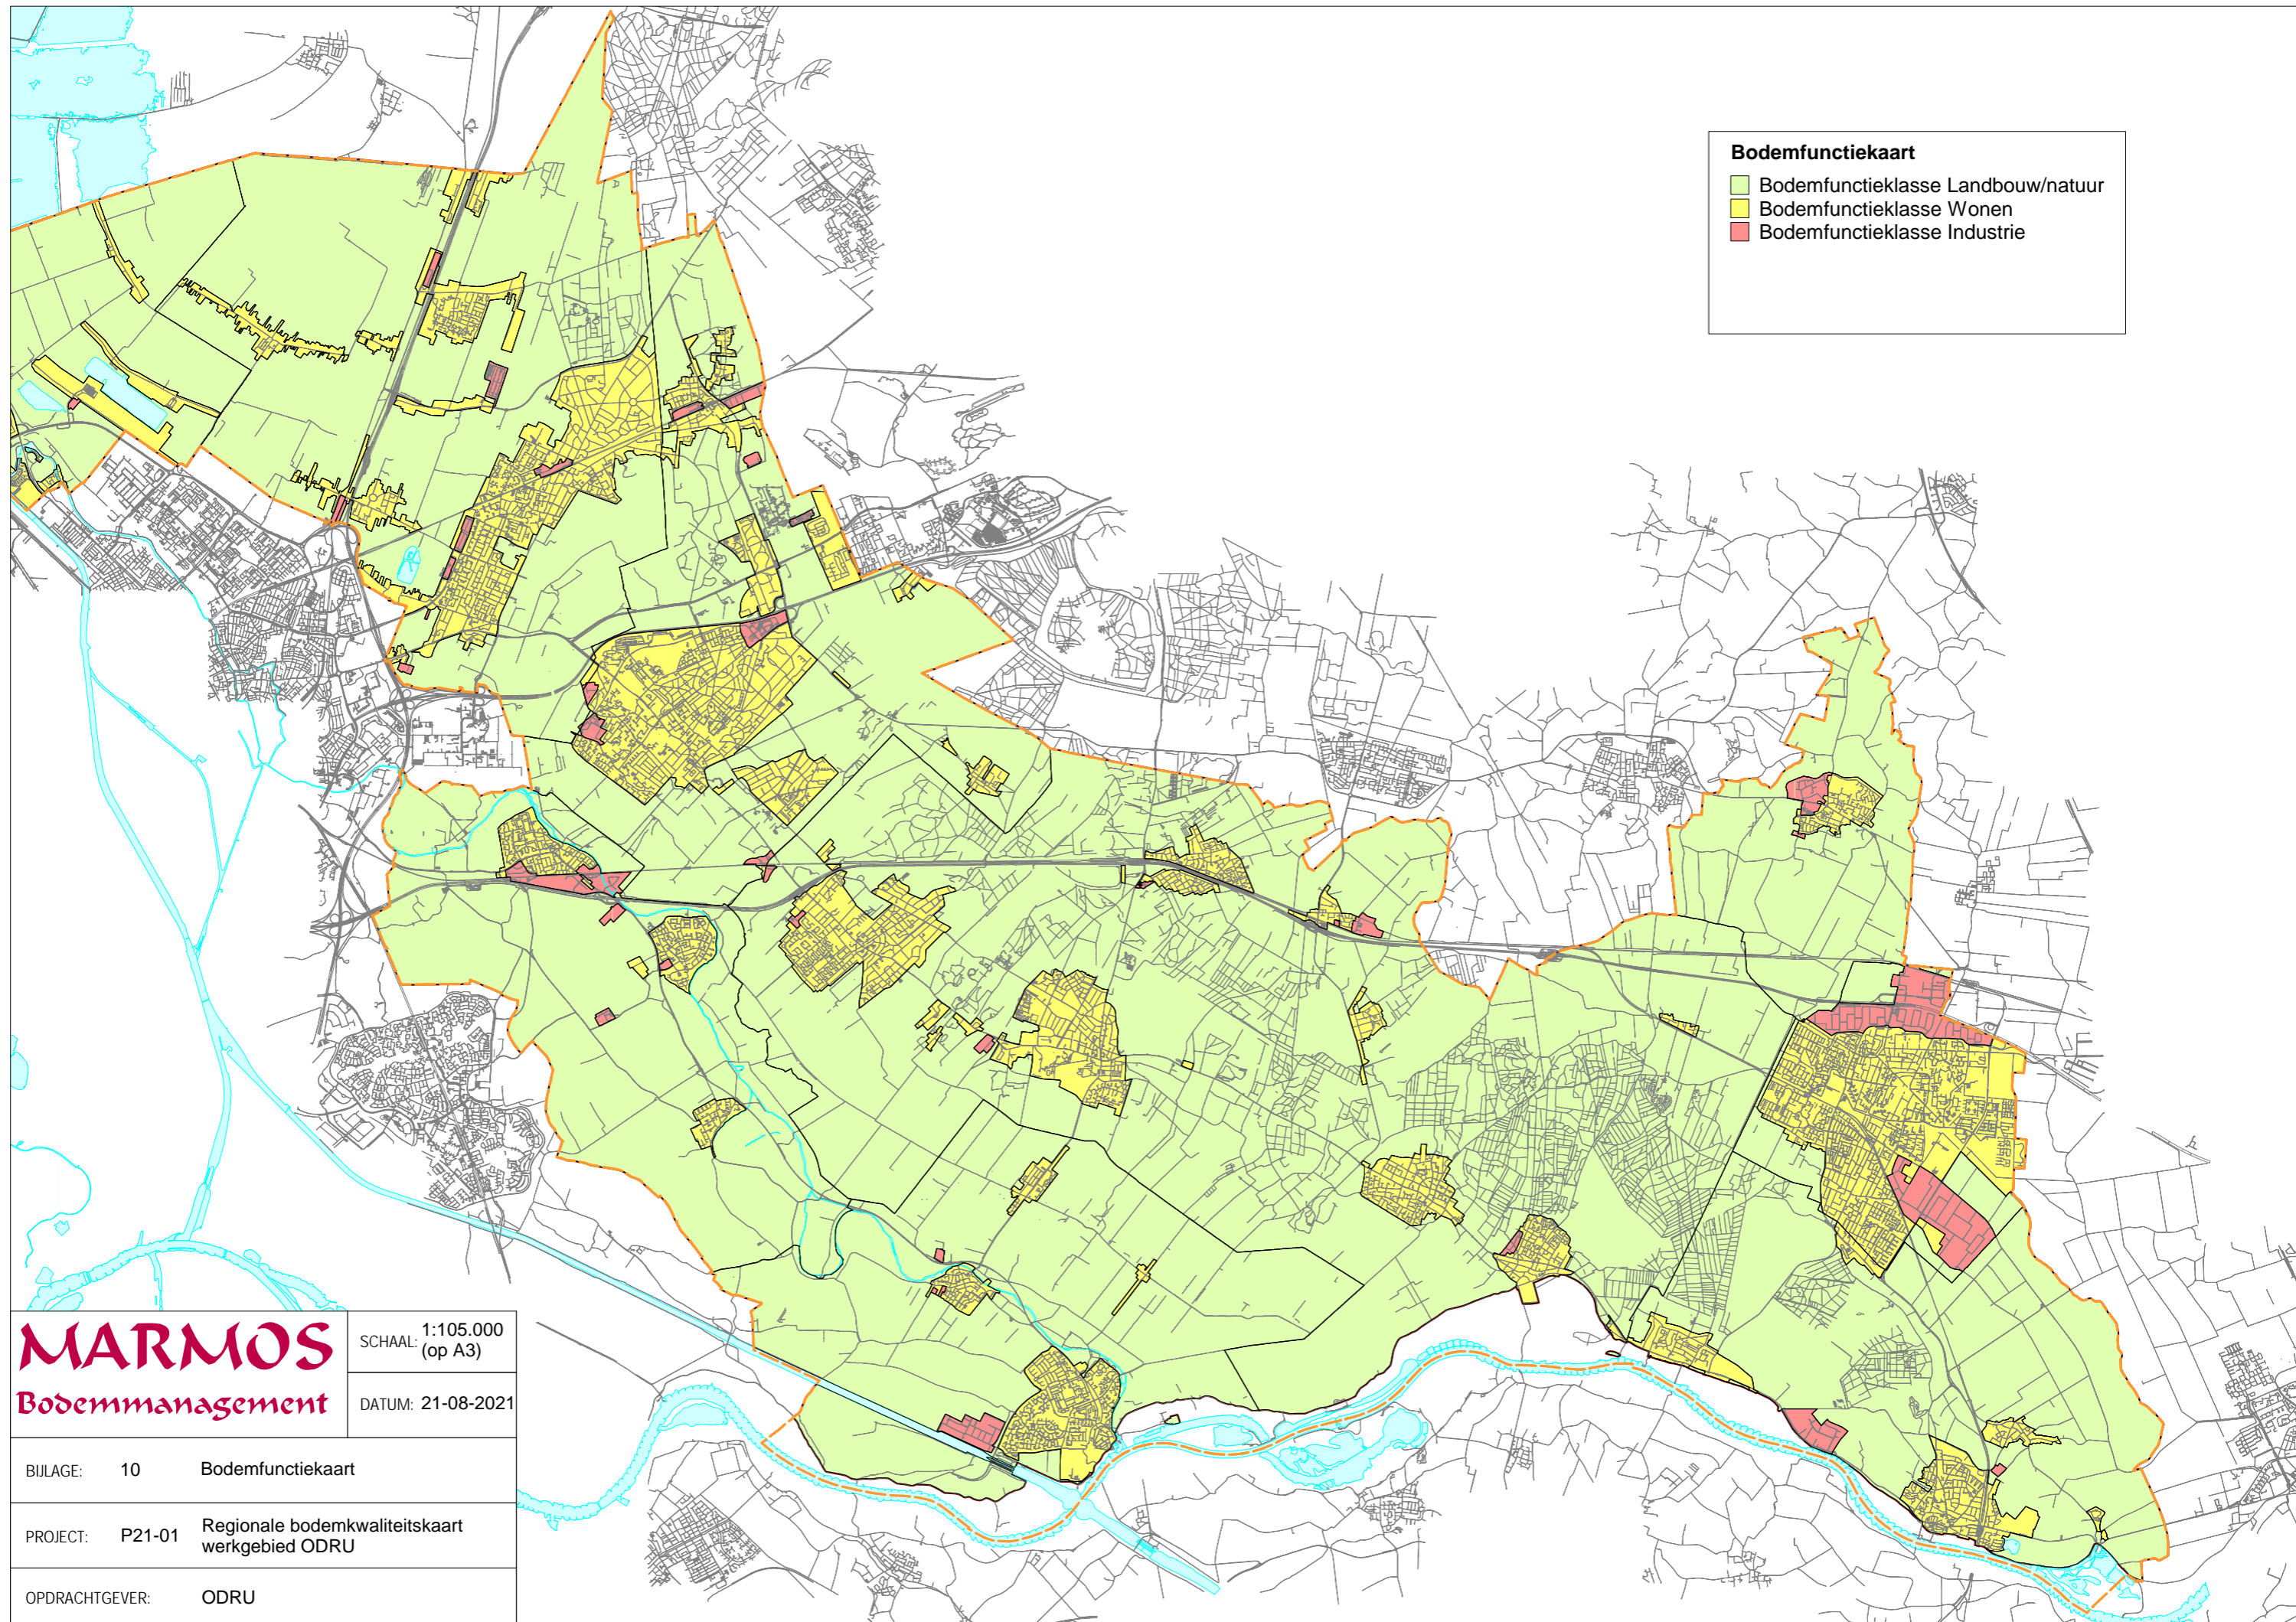 Bodemfunctiekaart
Bodemfunctieklasse Landbouw/natuur
Bodemfunctieklasse Wonen
Bodemfunctieklasse Industrie
MARMOS
Bodemmanagement
SCHAAL: 1:105.000
(op A3)
DATUM: 21-08-2021
BIJLAGE: 10 Bodemfunctiekaart
PROJECT: P21-01 Regionale bodemkwaliteitskaart
werkgebied ODRU
OPDRACHTGEVER: ODRU